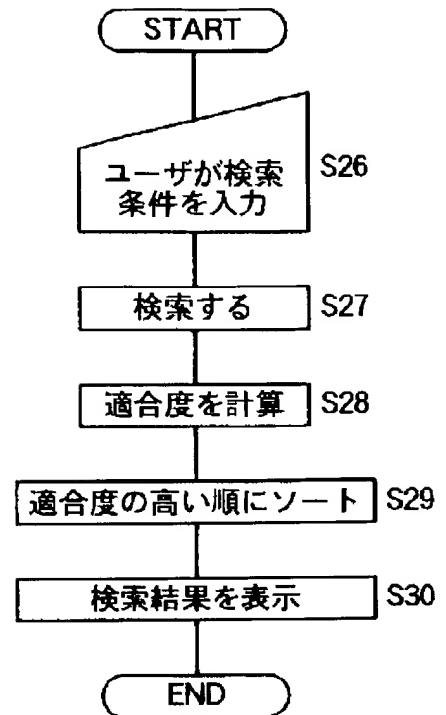 START
ユーザが検索
条件を入力
S26
検索する
S27
適合度を計算
S28
適合度の高い順にソート
S29
検索結果を表示
S30
END